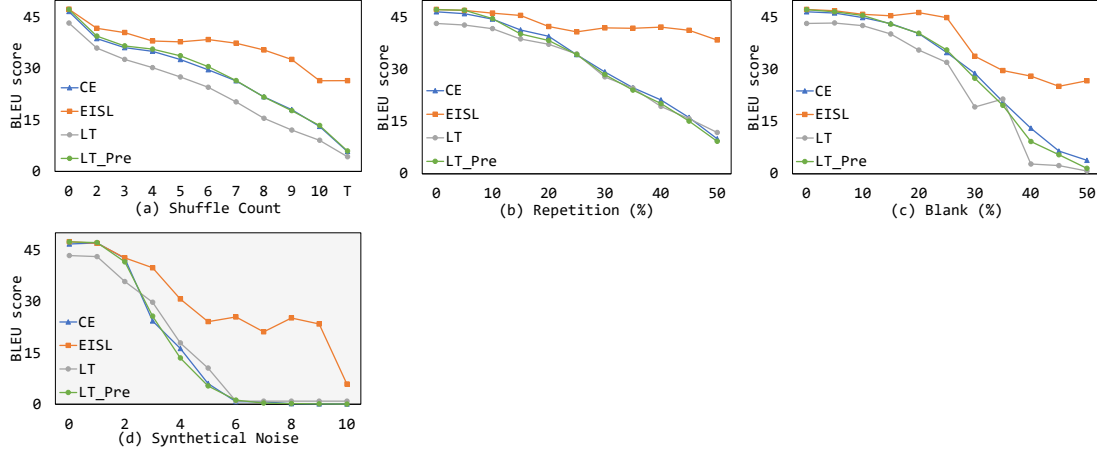 BLEU score
45
30
15
0
CE
EISL
LT
LT_Pre
0 2 3 4 5 6 7 8 9 10 T
(a) Shuffle Count
BLEU score
45
30
15
0
CE
EISL
LT
LT_Pre
0 10 20 30 40 50
(b) Repetition (%)
BLEU score
45
30
15
0
CE
EISL
LT
LT_Pre
0 10 20 30 40 50
(c) Blank (%)
BLEU score
45
30
15
0
CE
EISL
LT
LT_Pre
0 2 4 6 8 10
(d) Synthetical Noise